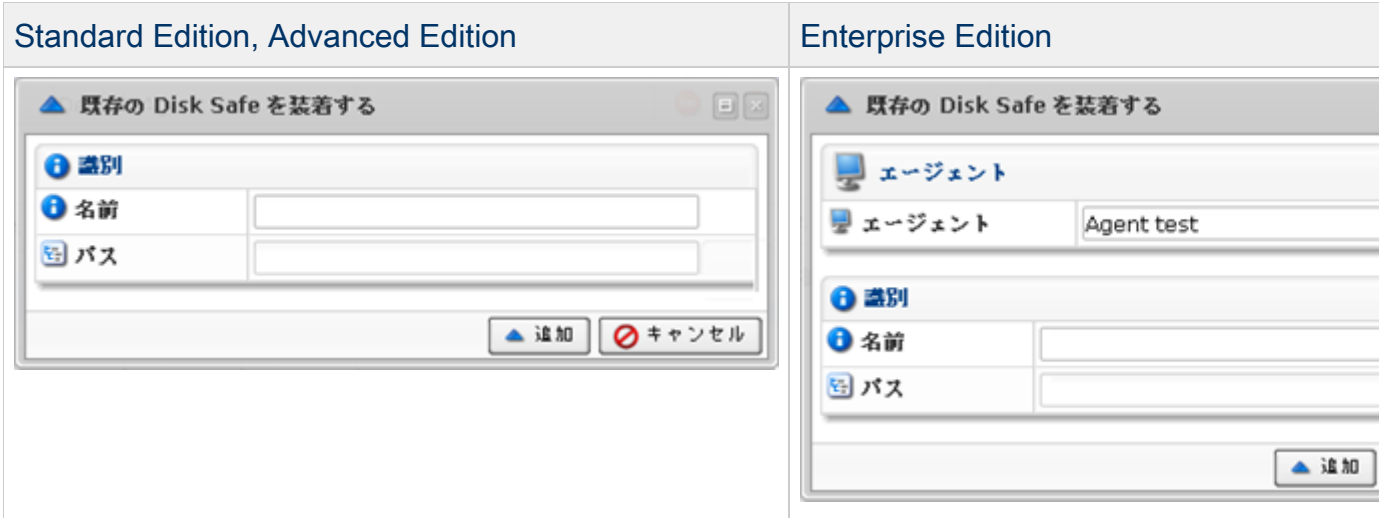 Standard Edition, Advanced Edition
既存の Disk Safe を装着する
識別
名前
パス
追加
キャンセル
Enterprise Edition
既存の Disk Safe を装着する
エージェント
エージェント
Agent test
識別
名前
パス
追加